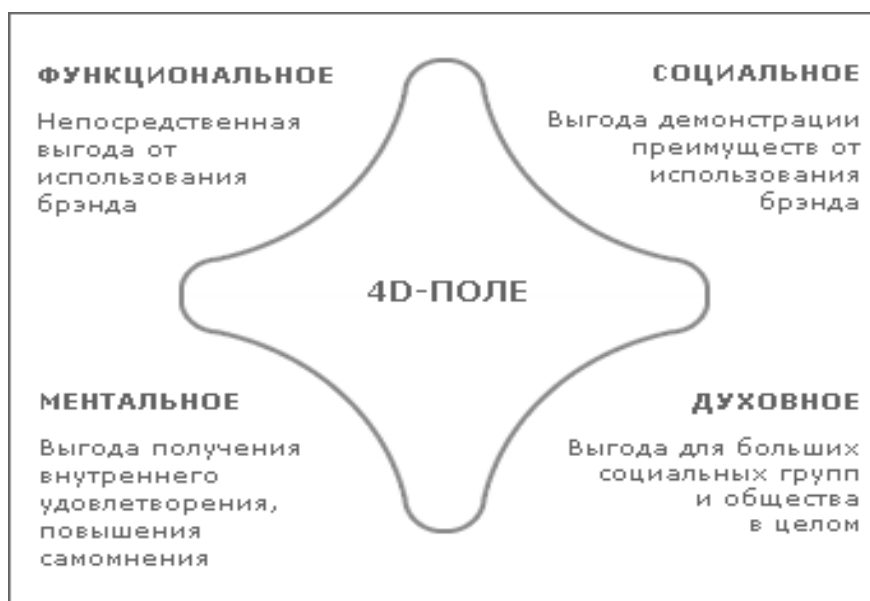 ФУНКЦИОНАЛЬНОЕ
Непосредственная
выгода от
использования
брэнда
СОЦИАЛЬНОЕ
Выгода демонстрации
преимуществ от
использования
брэнда
4D-ПОЛЕ
МЕНТАЛЬНОЕ
Выгода получения
внутреннего
удовлетворения,
повышения
самомнения
ДУХОВНОЕ
Выгода для больших
социальных групп
и общества
в целом